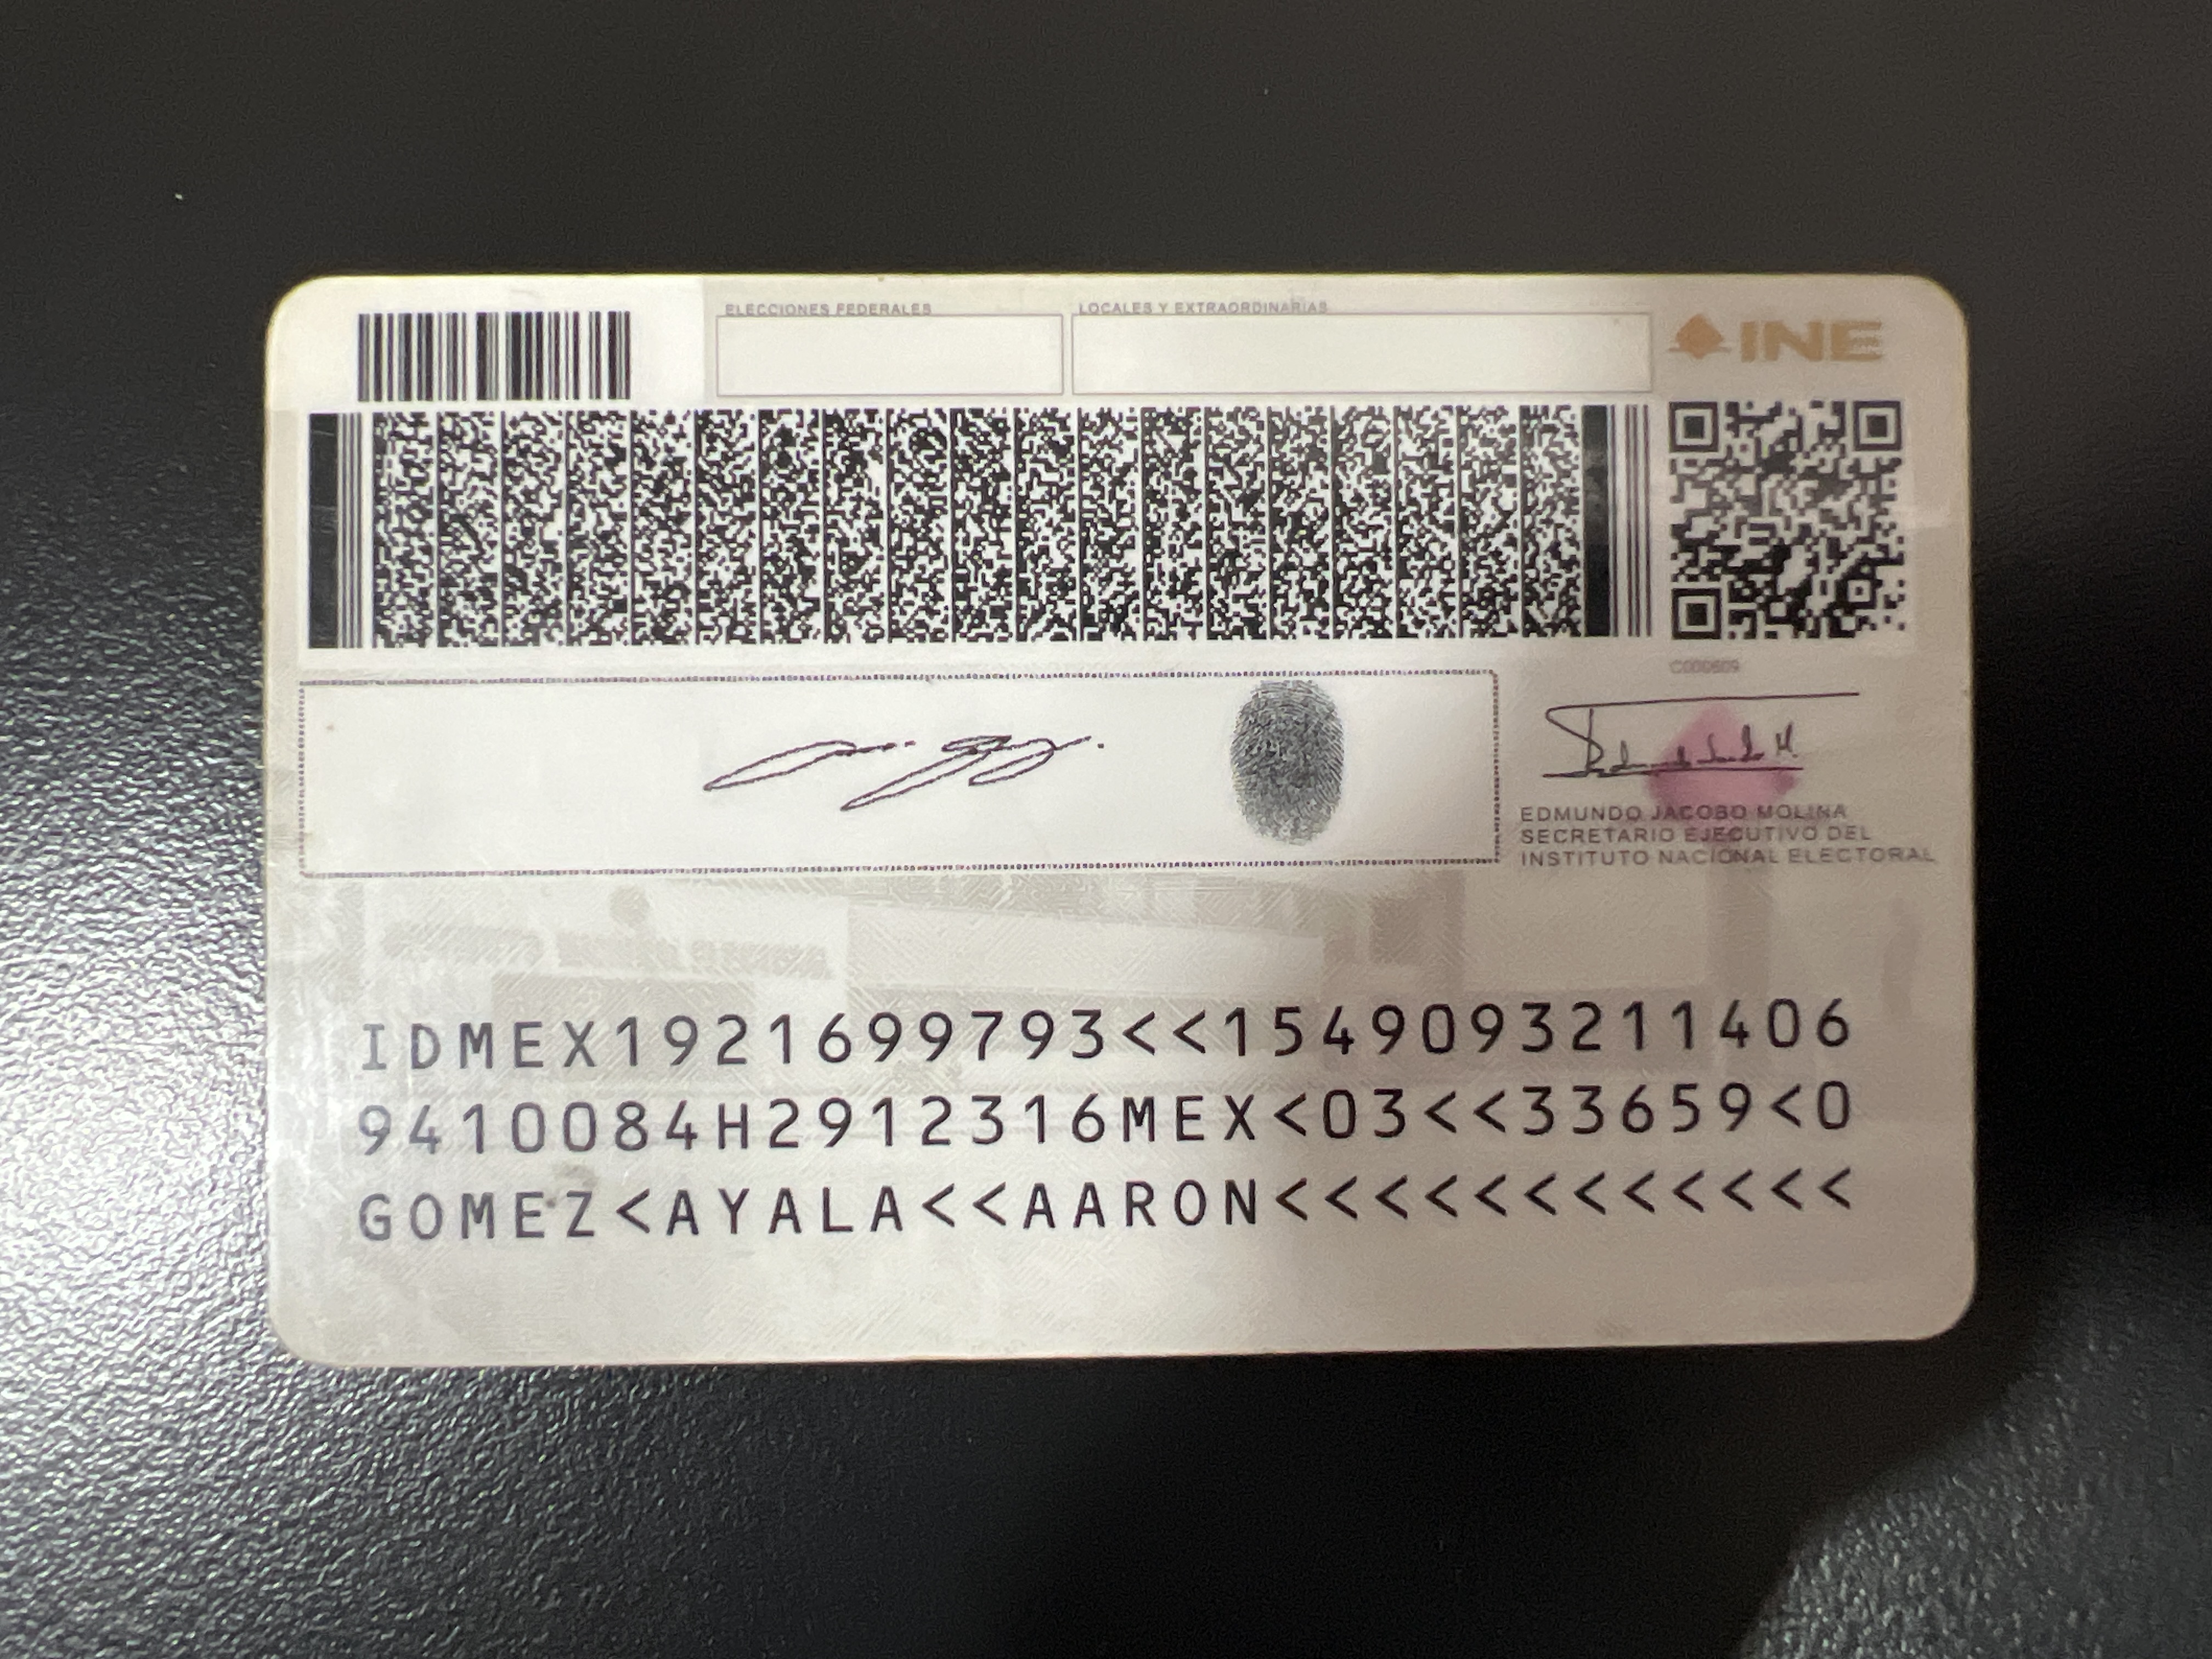 ELECCIONES FEDERALES
LOCALES Y EXTRAORDINARIAS
INE
C000609
EDMUNDO JACOBO MOLINA
SECRETARIO EJECUTIVO DEL
INSTITUTO NACIONAL ELECTORAL
IDMEX1921699793<<1549093211406
9410084H2912316MEX<03<<33659<0
GOMEZ<AYALA<<AARON<<<<<<<<<<<<